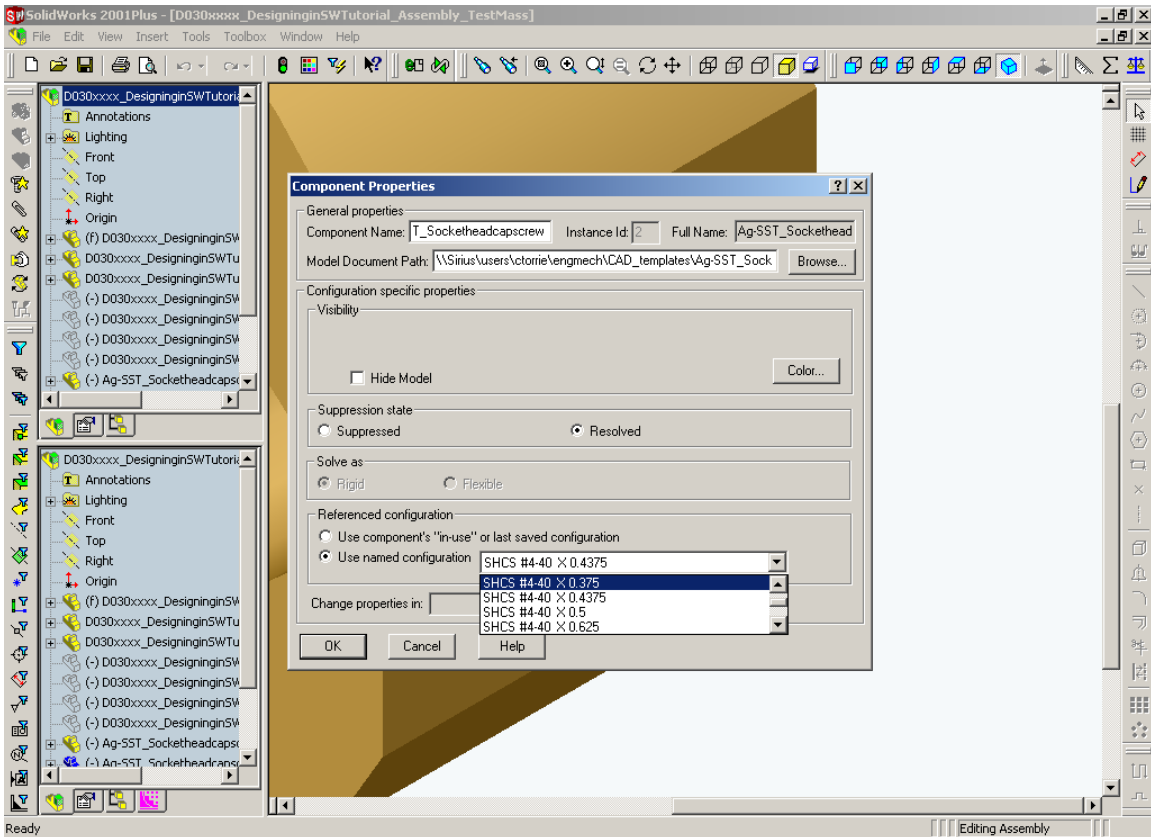 SolidWorks 2001Plus - [D030xxxx_DesigninginSWTutorial_Assembly_TestMass]
File Edit View Insert Tools Toolbox Window Help
D030xxxx_DesigninginSWTutoria
Annotations
Lighting
Front
Top
Right
Origin
(f) D030xxxx_DesigninginSW
D030xxxx_DesigninginSWTu
D030xxxx_DesigninginSWTu
(-) D030xxxx_DesigninginSW
(-) D030xxxx_DesigninginSW
(-) D030xxxx_DesigninginSW
(-) D030xxxx_DesigninginSW
(-) Ag-SST_Socketheadcapsc
D030xxxx_DesigninginSWTutoria
Annotations
Lighting
Front
Top
Right
Origin
(f) D030xxxx_DesigninginSW
D030xxxx_DesigninginSWTu
D030xxxx_DesigninginSWTu
(-) D030xxxx_DesigninginSW
(-) D030xxxx_DesigninginSW
(-) D030xxxx_DesigninginSW
(-) D030xxxx_DesigninginSW
(-) Ag-SST_Socketheadcapsc
(-) Ag-SST_Socketheadcapsc
Component Properties
General properties
Component Name: T_Socketheadcapscrew Instance Id: 2 Full Name: Ag-SST_Sockethead
Model Document Path: \\Sirius\users\ctorrie\engmech\CAD_templates\Ag-SST_Sock Browse...
Configuration specific properties
Visibility
Hide Model Color...
Suppression state
Suppressed Resolved
Solve as
Rigid Flexible
Referenced configuration
Use component's "in-use" or last saved configuration
Use named configuration SHCS #4-40 X 0.4375
SHCS #4-40 X 0.375
SHCS #4-40 X 0.4375
SHCS #4-40 X 0.5
SHCS #4-40 X 0.625
Change properties in:
OK Cancel Help
Ready Editing Assembly